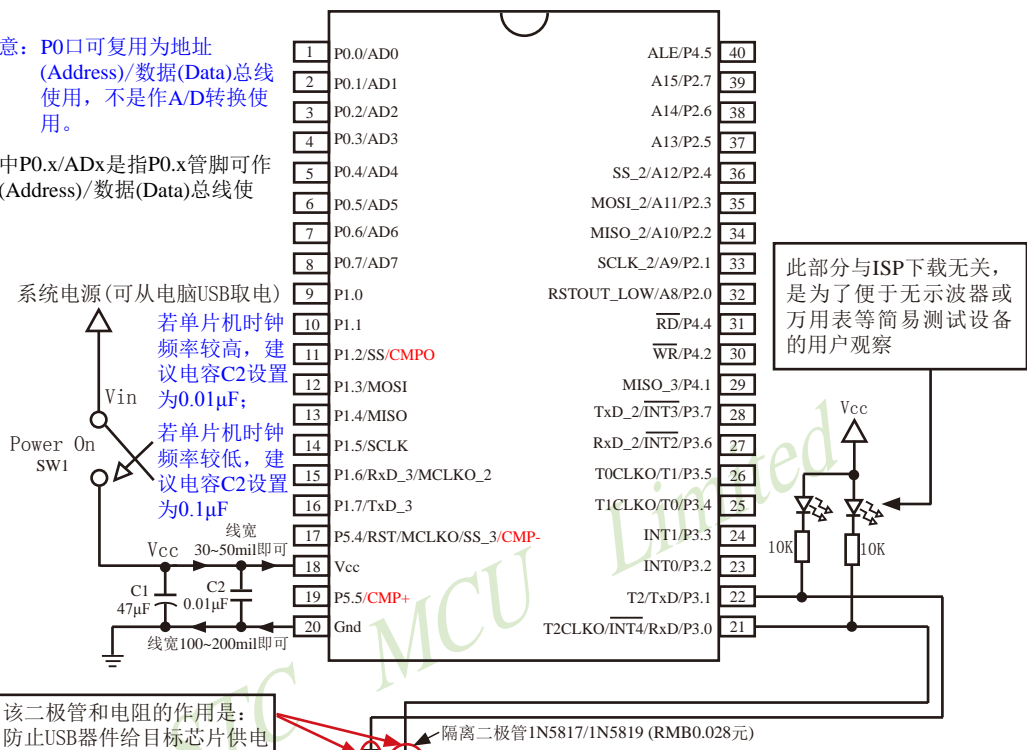 意: P0口可复用为地址
(Address)/数据(Data)总线
使用，不是作A/D转换使
用。
中P0.x/ADx是指P0.x管脚可作
(Address)/数据(Data)总线使
系统电源(可从电脑USB取电)
若单片机时钟
频率较高，建
议电容C2设置
为0.01μF;
若单片机时钟
频率较低，建
议电容C2设置
为0.1μF
Vin
Power On
SW1
线宽
Vcc 30~50mil即可
C1
47μF
C2
0.01μF
线宽100~200mil即可
1 P0.0/AD0
2 P0.1/AD1
3 P0.2/AD2
4 P0.3/AD3
5 P0.4/AD4
6 P0.5/AD5
7 P0.6/AD6
8 P0.7/AD7
9 P1.0
10 P1.1
11 P1.2/SS/CMPO
12 P1.3/MOSI
13 P1.4/MISO
14 P1.5/SCLK
15 P1.6/RxD_3/MCLKO_2
16 P1.7/TxD_3
17 P5.4/RST/MCLKO/SS_3/CMP-
18 Vcc
19 P5.5/CMP+
20 Gnd
ALE/P4.5 40
A15/P2.7 39
A14/P2.6 38
A13/P2.5 37
SS_2/A12/P2.4 36
MOSI_2/A11/P2.3 35
MISO_2/A10/P2.2 34
SCLK_2/A9/P2.1 33
RSTOUT_LOW/A8/P2.0 32
RD/P4.4 31
WR/P4.2 30
MISO_3/P4.1 29
TxD_2/INT3/P3.7 28
RxD_2/INT2/P3.6 27
T0CLKO/T1/P3.5 26
T1CLKO/T0/P3.4 25
INT1/P3.3 24
INT0/P3.2 23
T2/TxD/P3.1 22
T2CLKO/INT4/RxD/P3.0 21
此部分与ISP下载无关，
是为了便于无示波器或
万用表等简易测试设备
的用户观察
Vcc
10K
10K
该二极管和电阻的作用是:
防止USB器件给目标芯片供电
隔离二极管1N5817/1N5819 (RMB0.028元)
STC MCU Limited